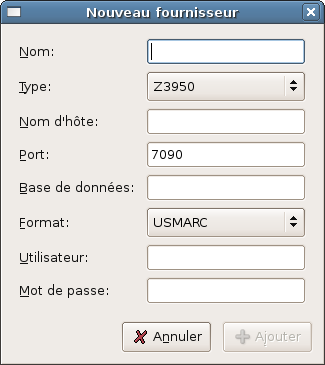 Nouveau fournisseur
Nom:
Type: Z3950
Nom d'hôte:
Port: 7090
Base de données:
Format: USMARC
Utilisateur:
Mot de passe:
Annuler Ajouter